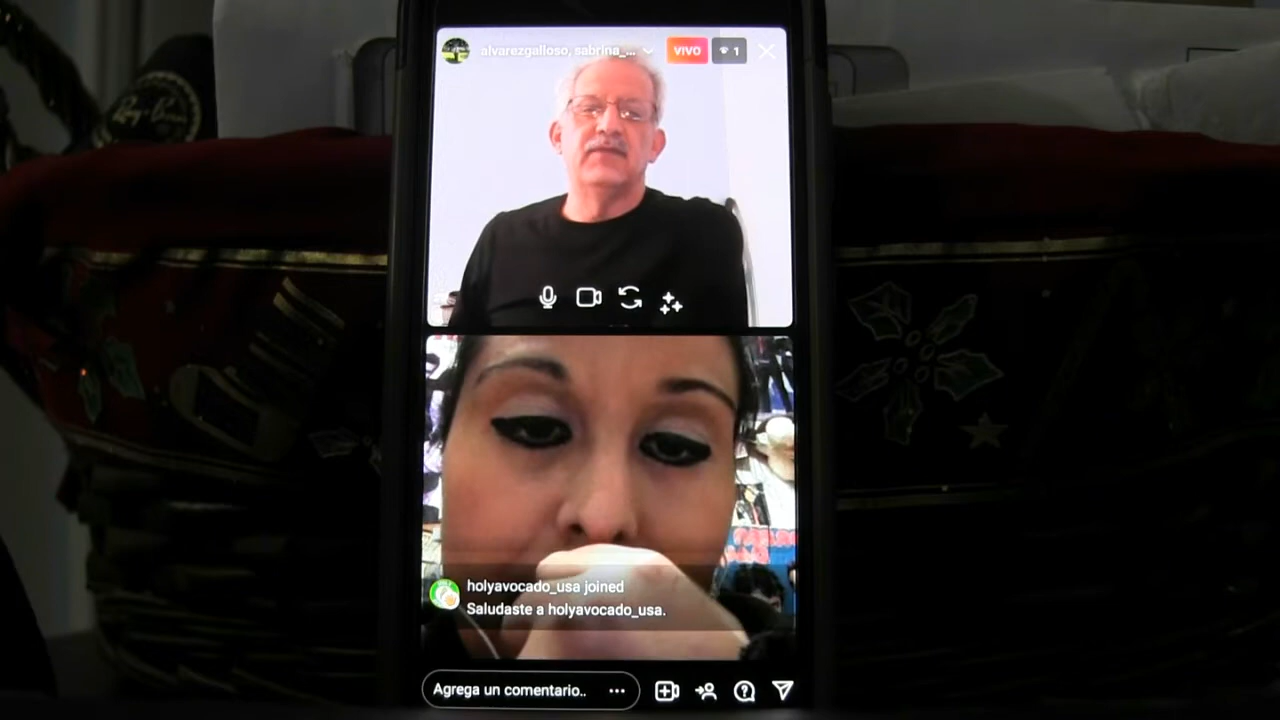 alvarezgalloso, sabrina_...
VIVO
1
holyavocado_usa joined
Saludaste a holyavocado_usa.
Agrega un comentario..